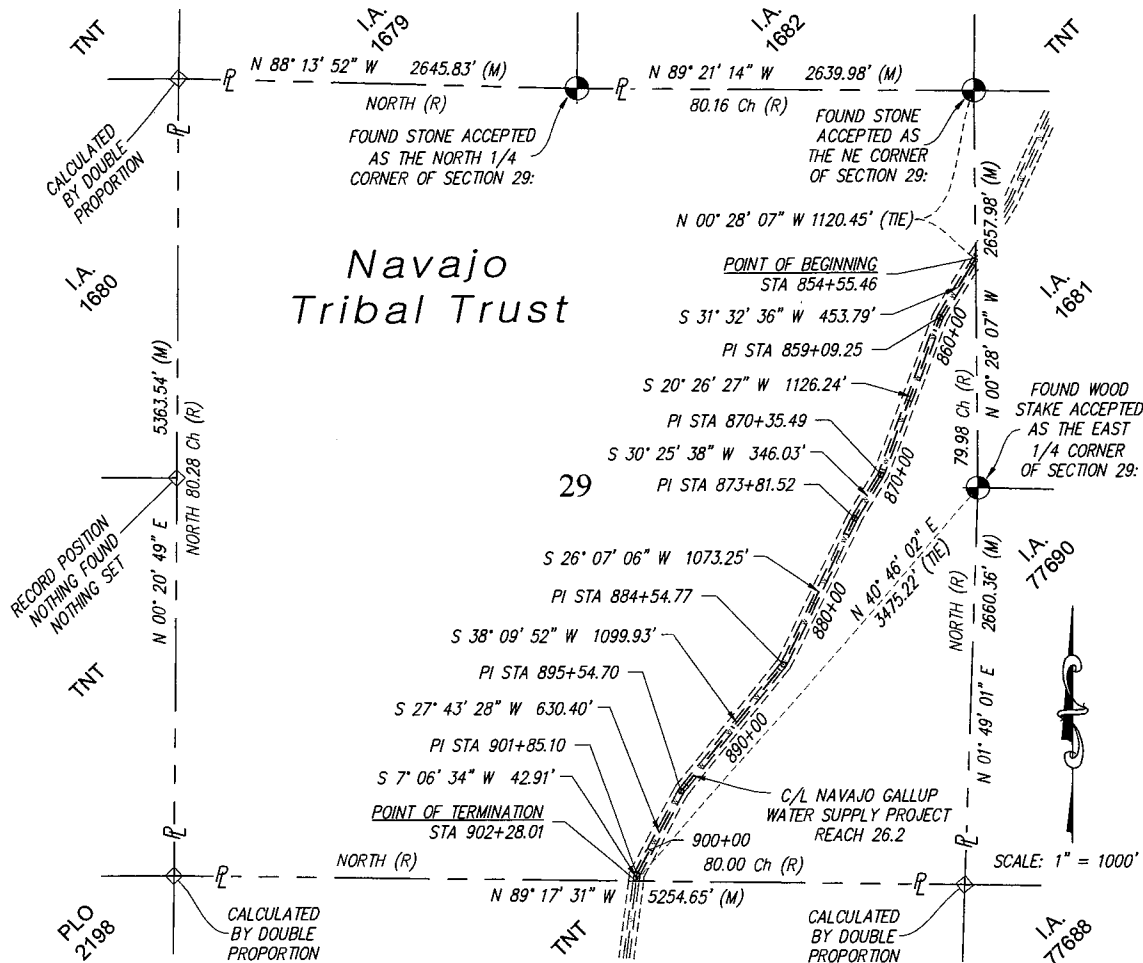 TNT
I.A.
1679
I.A.
1682
TNT
N 88° 13' 52" W 2645.83' (M)
N 89° 21' 14" W 2639.98' (M)
PL
PL
NORTH (R)
80.16 Ch (R)
CALCULATED
BY DOUBLE
PROPORTION
PL
FOUND STONE ACCEPTED
AS THE NORTH 1/4
CORNER OF SECTION 29:
FOUND STONE
ACCEPTED AS
THE NE CORNER
OF SECTION 29:
N 00° 28' 07" W 1120.45' (TIE)
2657.98' (M)
N 00° 28' 07" W
79.98 Ch (R)
I.A.
1680
5363.54' (M)
NORTH 80.28 Ch (R)
N 00° 20' 49" E
Navajo
Tribal Trust
POINT OF BEGINNING
STA 854+55.46
I.A.
1681
S 31° 32' 36" W 453.79'
860+00
PI STA 859+09.25
S 20° 26' 27" W 1126.24'
FOUND WOOD
STAKE ACCEPTED
AS THE EAST
1/4 CORNER
OF SECTION 29:
PI STA 870+35.49
870+00
S 30° 25' 38" W 346.03'
29
PI STA 873+81.52
RECORD POSITION
NOTHING FOUND
NOTHING SET
S 26° 07' 06" W 1073.25'
880+00
N 40° 46' 02" E
3475.22' (TIE)
I.A.
77690
NORTH (R)
2660.36' (M)
N 01° 49' 01" E
PI STA 884+54.77
TNT
S 38° 09' 52" W 1099.93'
PI STA 895+54.70
890+00
S 27° 43' 28" W 630.40'
PI STA 901+85.10
S 7° 06' 34" W 42.91'
C/L NAVAJO GALLUP
WATER SUPPLY PROJECT
REACH 26.2
PL
PL
POINT OF TERMINATION
STA 902+28.01
900+00
SCALE: 1" = 1000'
PL
NORTH (R)
80.00 Ch (R)
PL
N 89° 17' 31" W 5254.65' (M)
PLO
2198
CALCULATED
BY DOUBLE
PROPORTION
TNT
CALCULATED
BY DOUBLE
PROPORTION
I.A.
77688